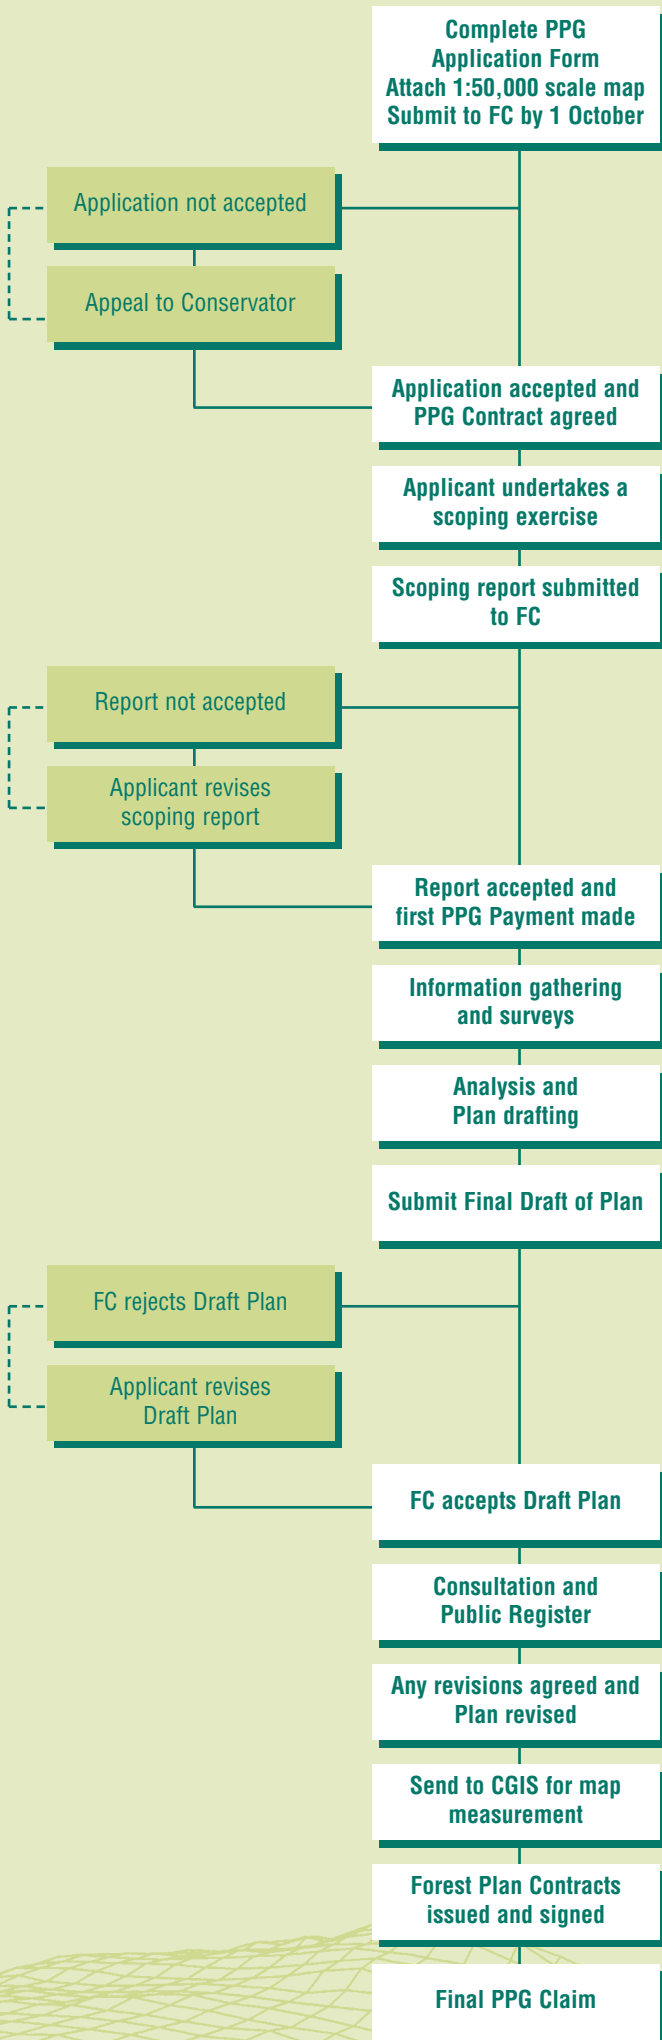 Complete PPG
Application Form
Attach 1:50,000 scale map
Submit to FC by 1 October
Application not accepted
Appeal to Conservator
Application accepted and
PPG Contract agreed
Applicant undertakes a
scoping exercise
Scoping report submitted
to FC
Report not accepted
Applicant revises
scoping report
Report accepted and
first PPG Payment made
Information gathering
and surveys
Analysis and
Plan drafting
Submit Final Draft of Plan
FC rejects Draft Plan
Applicant revises
Draft Plan
FC accepts Draft Plan
Consultation and
Public Register
Any revisions agreed and
Plan revised
Send to CGIS for map
measurement
Forest Plan Contracts
issued and signed
Final PPG Claim